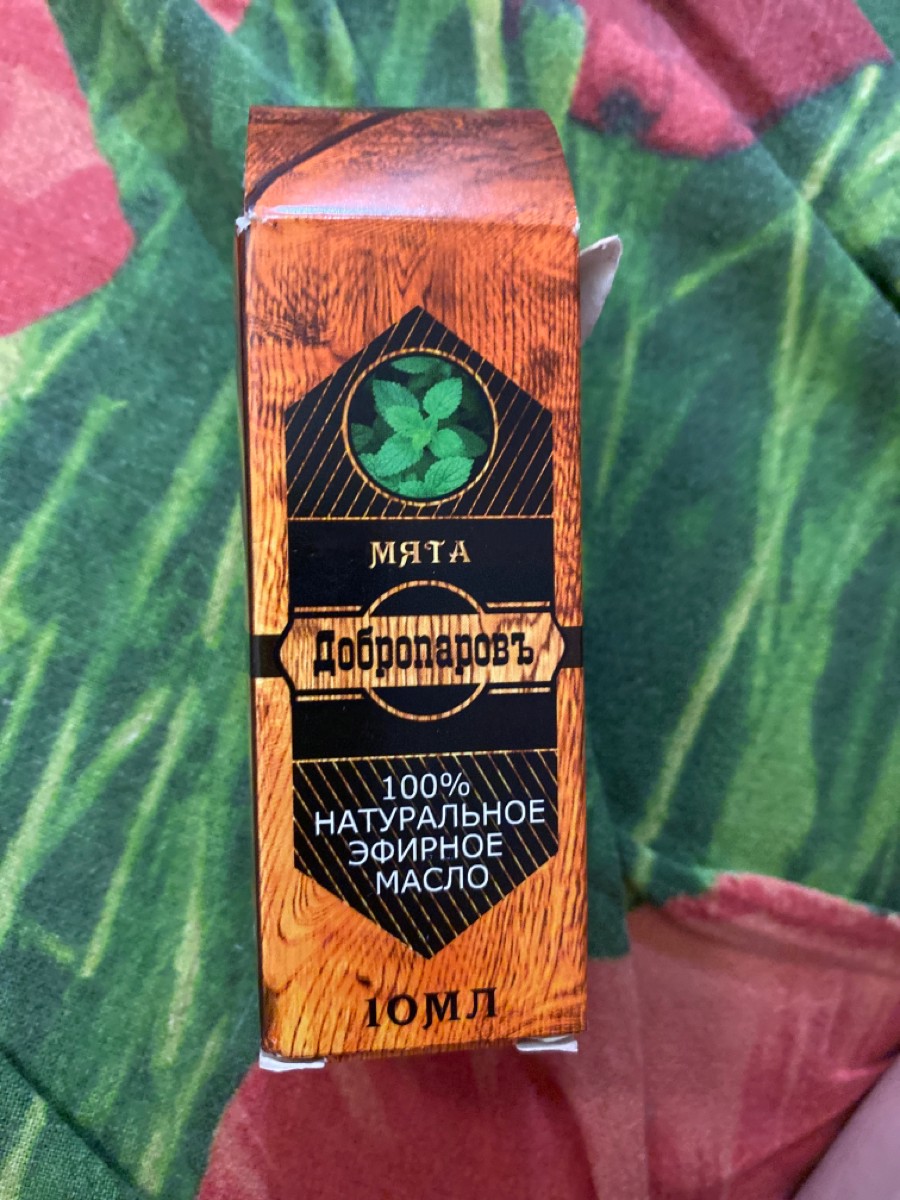 МЯТА
Добропаровъ
100%
НАТУРАЛЬНОЕ
ЭФИРНОЕ
МАСЛО
10МЛ